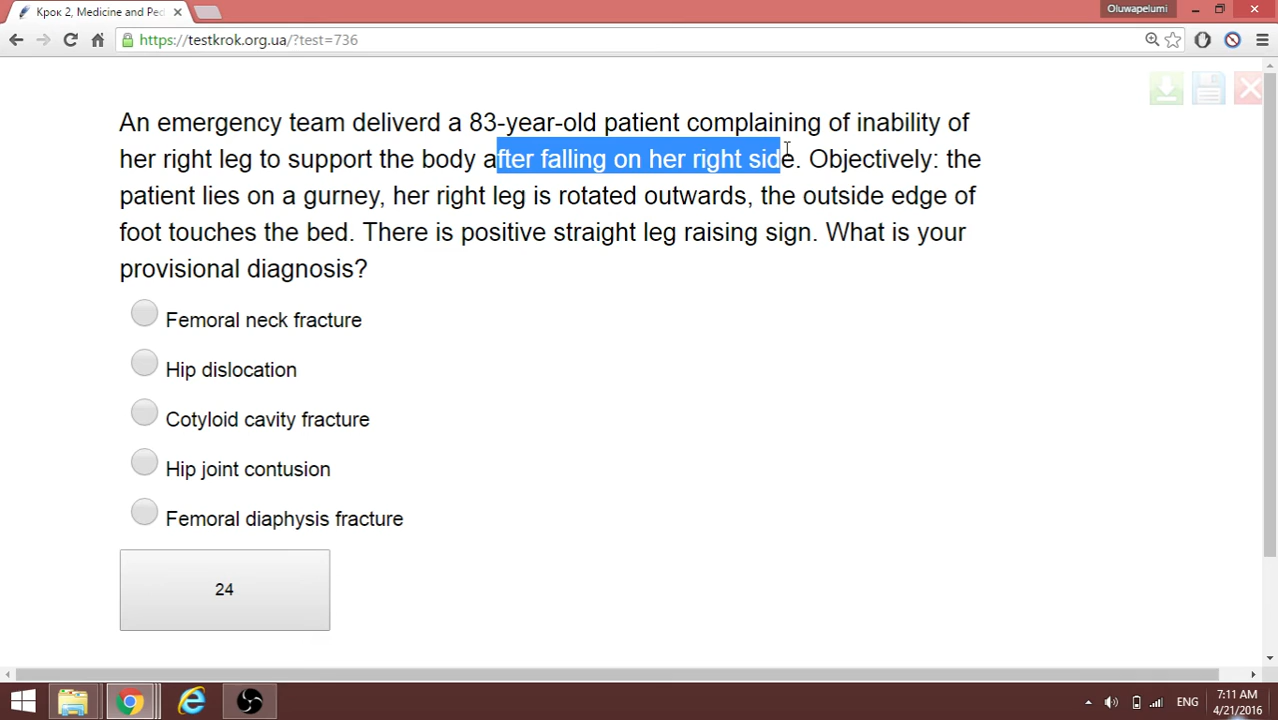 Крок 2, Medicine and Ped
Oluwapelumi
https://testkrok.org.ua/?test=736
An emergency team deliverd a 83-year-old patient complaining of inability of
her right leg to support the body after falling on her right side. Objectively: the
patient lies on a gurney, her right leg is rotated outwards, the outside edge of
foot touches the bed. There is positive straight leg raising sign. What is your
provisional diagnosis?
Femoral neck fracture
Hip dislocation
Cotyloid cavity fracture
Hip joint contusion
Femoral diaphysis fracture
24
ENG
7:11 AM
4/21/2016